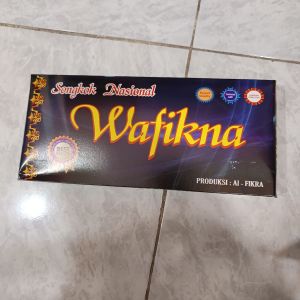 Songkok Nasional
Wafikna
PRODUKSI : Al - FIKRA